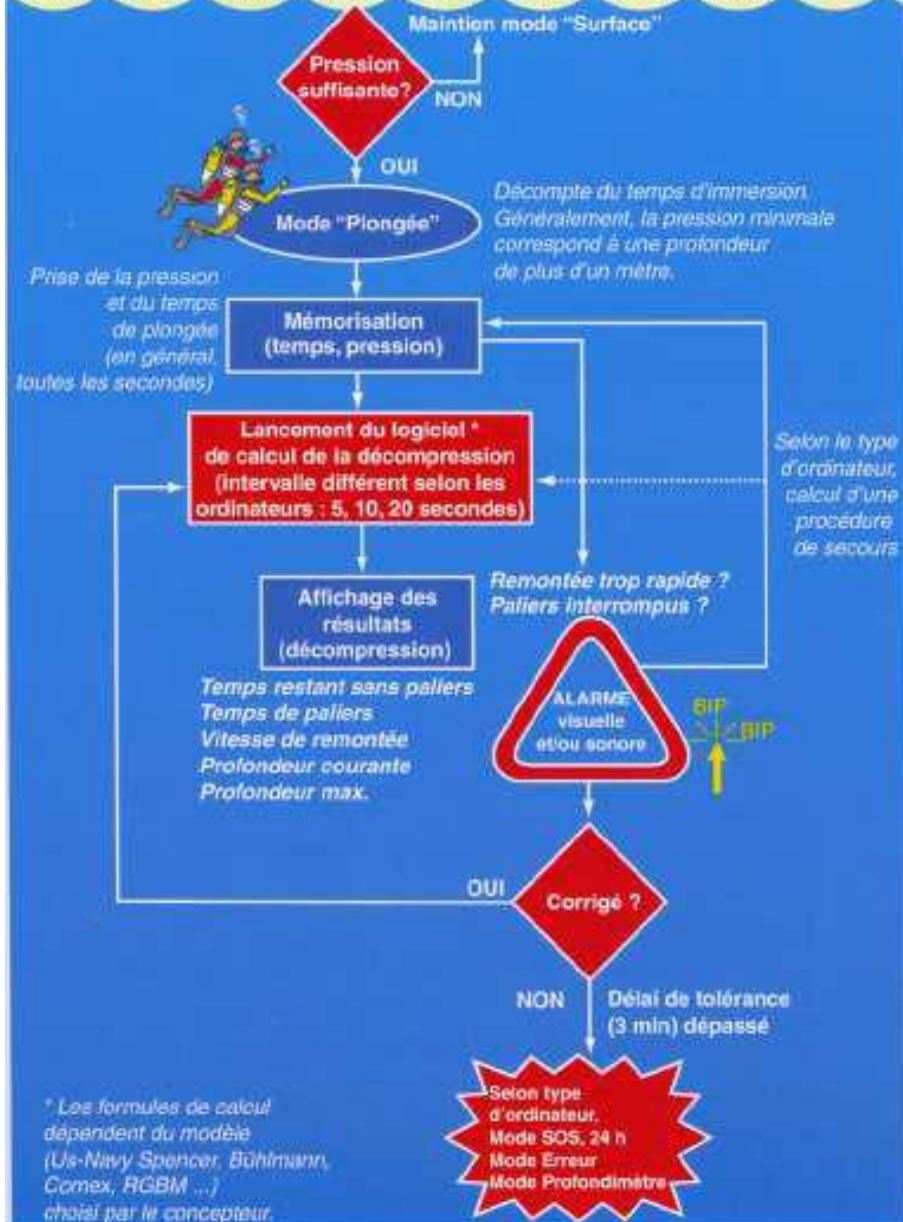 Maintien mode "Surface"
Pression
suffisante?
NON
OUI
Mode "Plongée"
Décompte du temps d'immersion.
Généralement, la pression minimale
correspond à une profondeur
de plus d'un mètre.
Prise de la pression
et du temps
de plongée
(en général,
toutes les secondes)
Mémorisation
(temps, pression)
Lancement du logiciel *
de calcul de la décompression
(intervalle différent selon les
ordinateurs : 5, 10, 20 secondes)
Selon le type
d'ordinateur,
calcul d'une
procédure
de secours
Remontée trop rapide ?
Paliers interrompus ?
Affichage des
résultats
(décompression)
Temps restant sans paliers
Temps de paliers
Vitesse de remontée
Profondeur courante
Profondeur max.
ALARME
visuelle
et/ou sonore
BIP
BIP
OUI
Corrigé ?
NON
Délai de tolérance
(3 min) dépassé
Selon type
d'ordinateur,
Mode SOS, 24 h
Mode Erreur
Mode Profondimètre
* Les formules de calcul
dépendent du modèle
(Us-Navy Spencer, Bühlmann,
Comex, RGBM ...)
choisi par le concepteur.